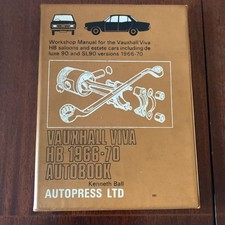 Workshop Manual for the Vauxhall Viva
HB saloons and estate cars including de
luxe 90 and SL90 versions 1966-70
VAUXHALL VIVA
HB 1966-70
AUTOBOOK
Kenneth Ball
AUTOPRESS LTD